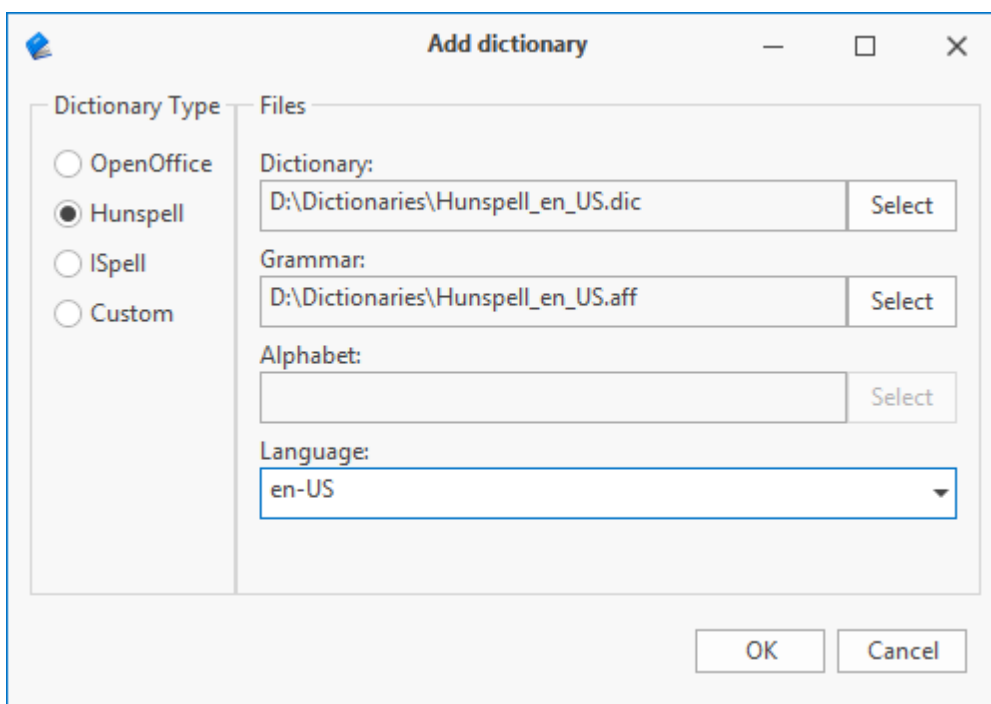 Add dictionary
Dictionary Type
OpenOffice
Hunspell
ISpell
Custom
Files
Dictionary:
D:\Dictionaries\Hunspell_en_US.dic
Select
Grammar:
D:\Dictionaries\Hunspell_en_US.aff
Select
Alphabet:
Select
Language:
en-US
OK
Cancel